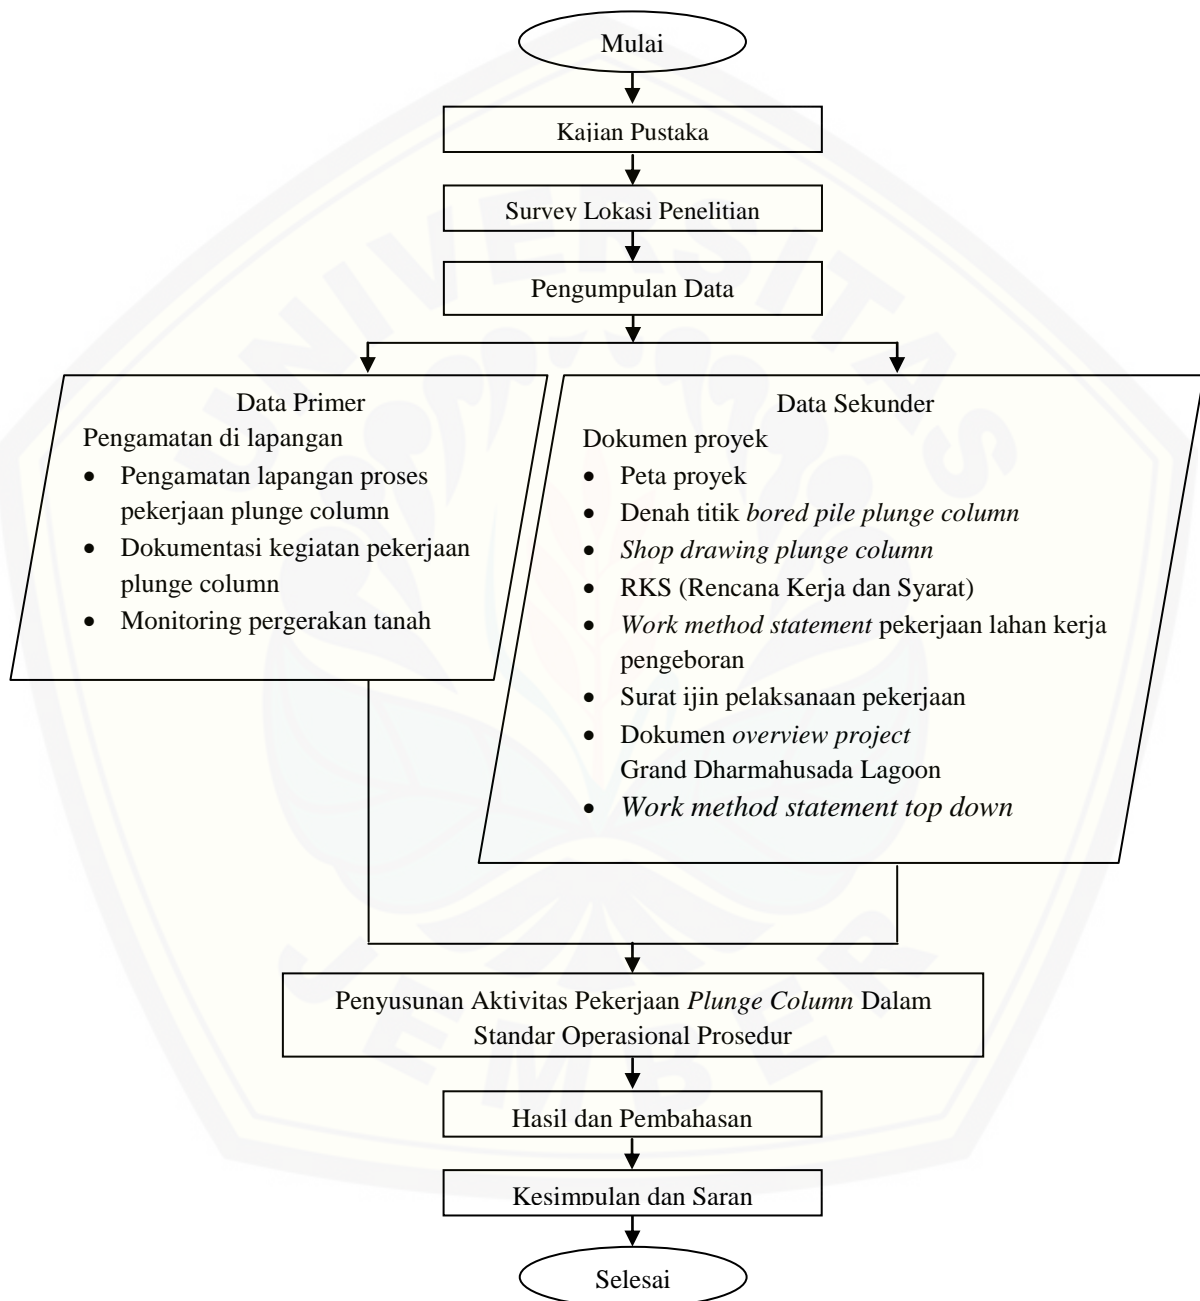 Mulai
Kajian Pustaka
Survey Lokasi Penelitian
Pengumpulan Data
Data Primer
Pengamatan di lapangan
• Pengamatan lapangan proses
pekerjaan plunge column
• Dokumentasi kegiatan pekerjaan
plunge column
• Monitoring pergerakan tanah
Data Sekunder
Dokumen proyek
• Peta proyek
• Denah titik bored pile plunge column
• Shop drawing plunge column
• RKS (Rencana Kerja dan Syarat)
• Work method statement pekerjaan lahan kerja
pengeboran
• Surat ijin pelaksanaan pekerjaan
• Dokumen overview project
Grand Dharmahusada Lagoon
• Work method statement top down
Penyusunan Aktivitas Pekerjaan Plunge Column Dalam
Standar Operasional Prosedur
Hasil dan Pembahasan
Kesimpulan dan Saran
Selesai
UNIVERSITAS
JEMBER